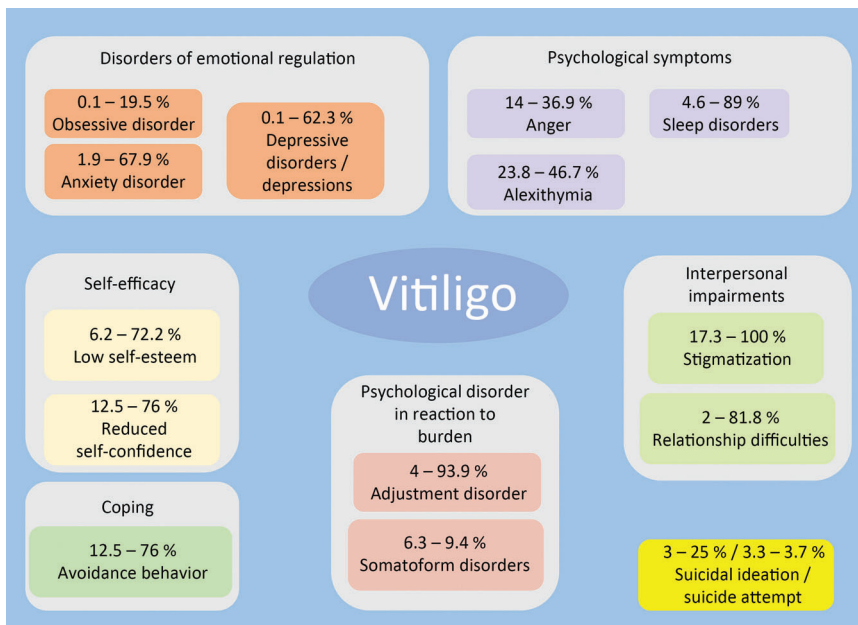 Disorders of emotional regulation
0.1 – 19.5 %
Obsessive disorder
1.9 – 67.9 %
Anxiety disorder
0.1 – 62.3 %
Depressive
disorders /
depressions
Psychological symptoms
14 – 36.9 %
Anger
4.6 – 89 %
Sleep disorders
23.8 – 46.7 %
Alexithymia
Self-efficacy
6.2 – 72.2 %
Low self-esteem
12.5 – 76 %
Reduced
self-confidence
Vitiligo
Interpersonal
impairments
17.3 – 100 %
Stigmatization
2 – 81.8 %
Relationship difficulties
Psychological disorder
in reaction to
burden
4 – 93.9 %
Adjustment disorder
6.3 – 9.4 %
Somatoform disorders
Coping
12.5 – 76 %
Avoidance behavior
3 – 25 % / 3.3 – 3.7 %
Suicidal ideation /
suicide attempt